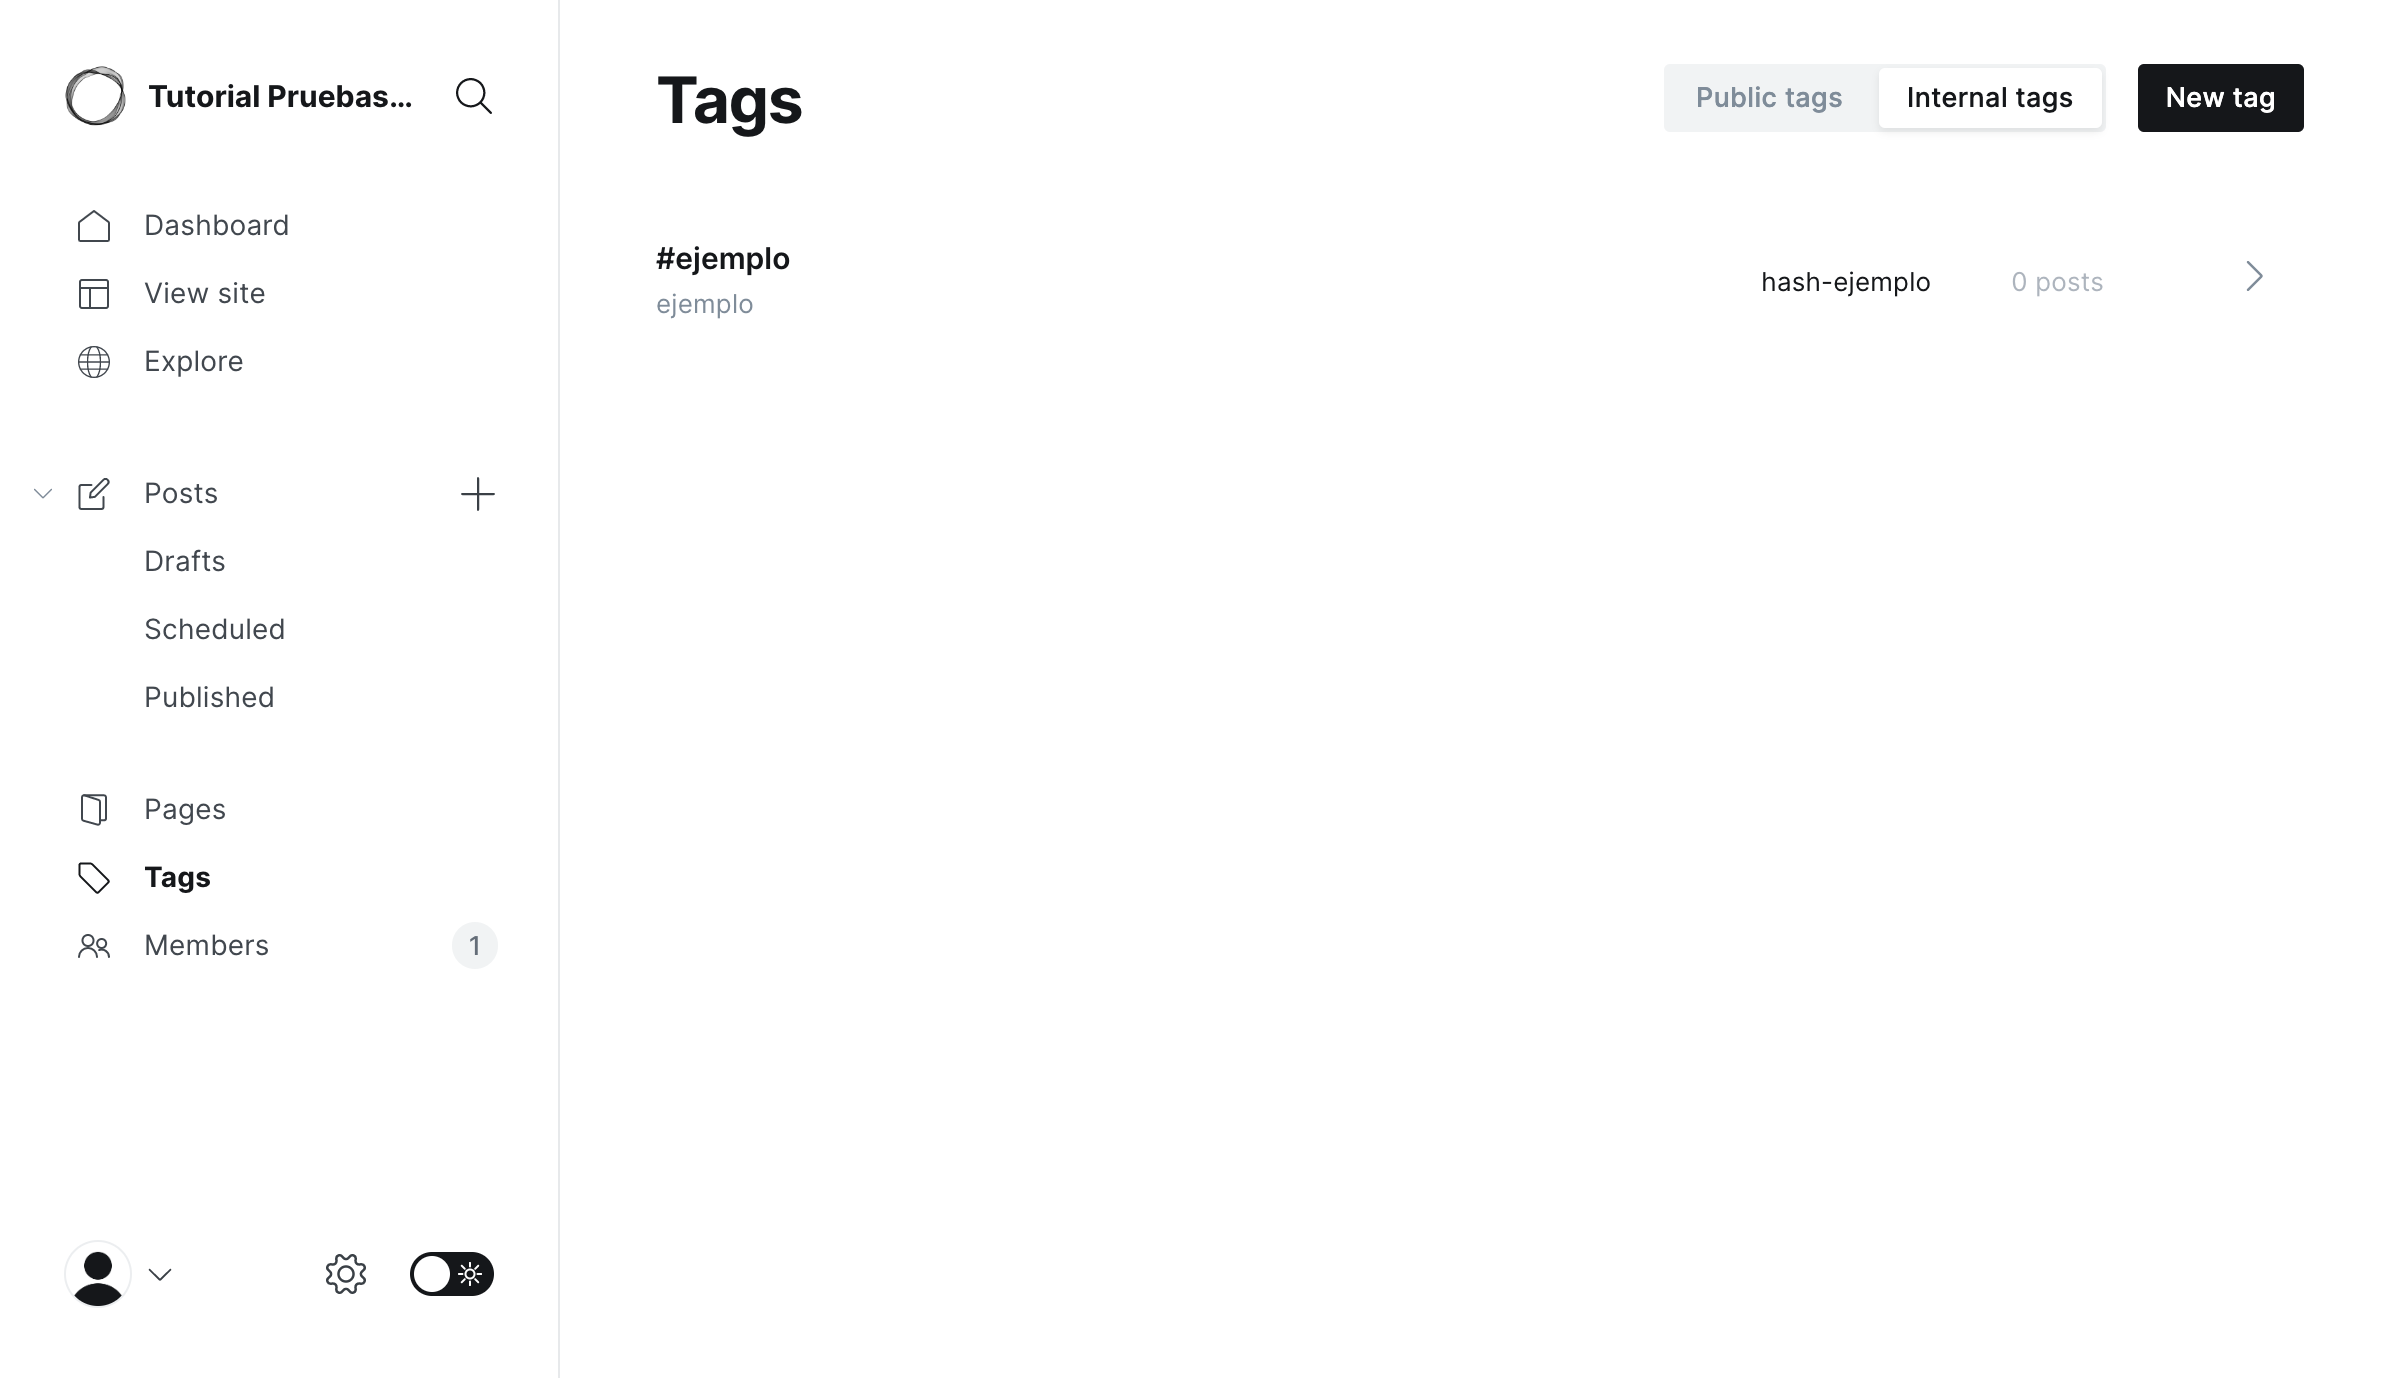 Tutorial Pruebas...
Dashboard
View site
Explore
Posts
Drafts
Scheduled
Published
Pages
Tags
Members 1
Tags
Public tags Internal tags New tag
#ejemplo
ejemplo
hash-ejemplo 0 posts